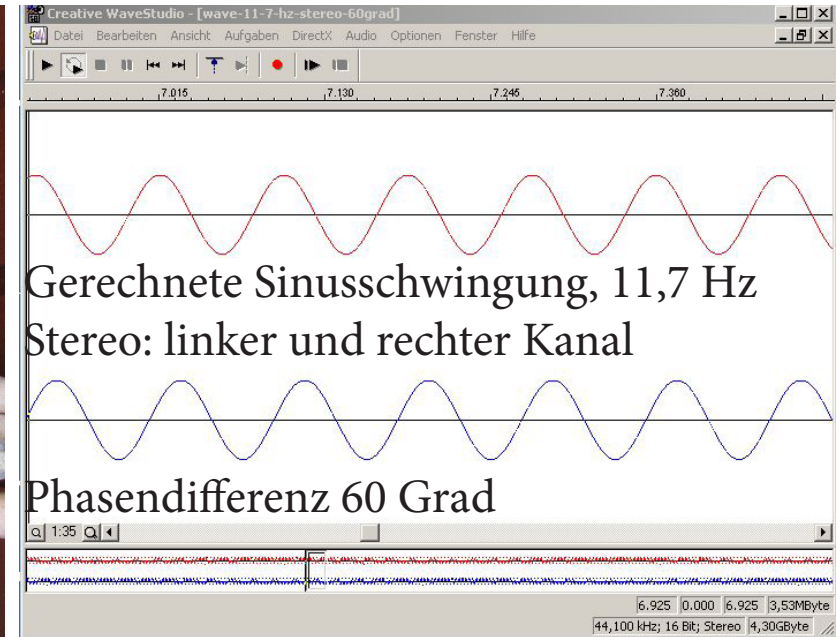 Creative WaveStudio - [wave-11-7-hz-stereo-60grad]
Datei Bearbeiten Ansicht Aufgaben DirectX Audio Optionen Fenster Hilfe
7.015 7.130 7.245 7.360
Gerechnete Sinusschwingung, 11,7 Hz
Stereo: linker und rechter Kanal
Phasendifferenz 60 Grad
1:35
6.925 0.000 6.925 3,53MByte
44,100 kHz; 16 Bit; Stereo 4,30GByte